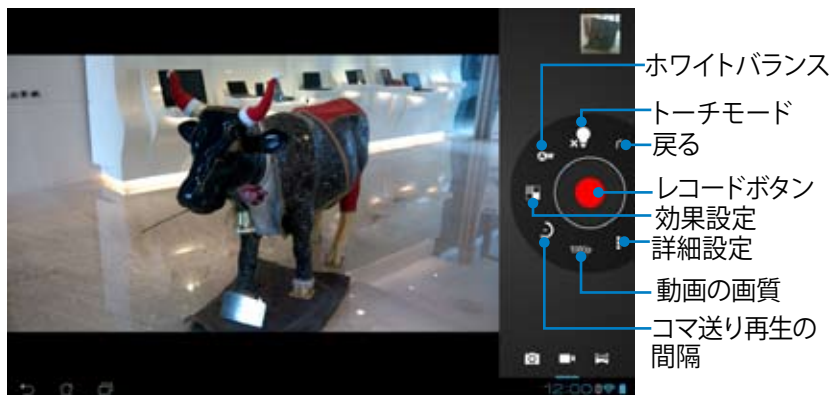 ホワイトバランス
トーチモード
戻る
レコードボタン
効果設定
詳細設定
動画の画質
コマ送り再生の
間隔
12:00